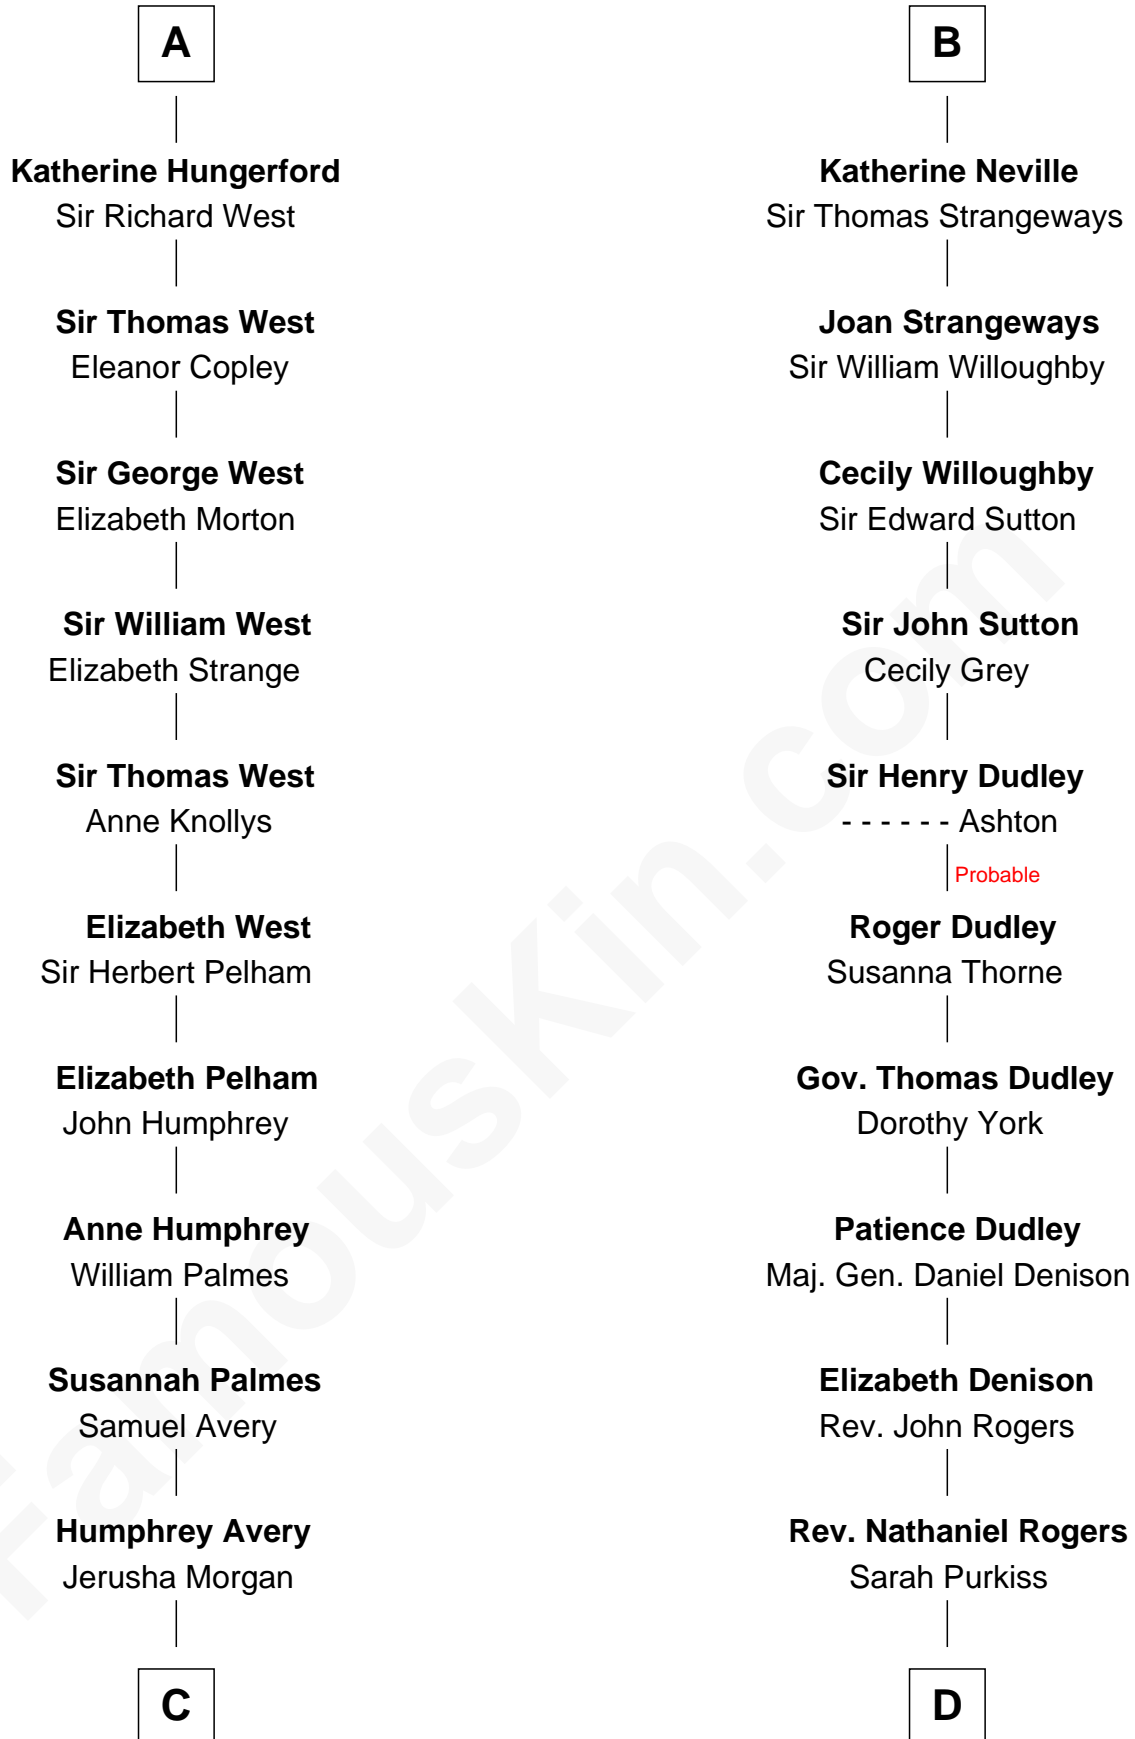 A
Katherine Hungerford
Sir Richard West
Sir Thomas West
Eleanor Copley
Sir George West
Elizabeth Morton
Sir William West
Elizabeth Strange
Sir Thomas West
Anne Knollys
Elizabeth West
Sir Herbert Pelham
Elizabeth Pelham
John Humphrey
Anne Humphrey
William Palmes
Susannah Palmes
Samuel Avery
Humphrey Avery
Jerusha Morgan
C
B
Katherine Neville
Sir Thomas Strangeways
Joan Strangeways
Sir William Willoughby
Cecily Willoughby
Sir Edward Sutton
Sir John Sutton
Cecily Grey
Sir Henry Dudley
- - - - - - Ashton
Probable
Roger Dudley
Susanna Thorne
Gov. Thomas Dudley
Dorothy York
Patience Dudley
Maj. Gen. Daniel Denison
Elizabeth Denison
Rev. John Rogers
Rev. Nathaniel Rogers
Sarah Purkiss
D
FamousKin.com